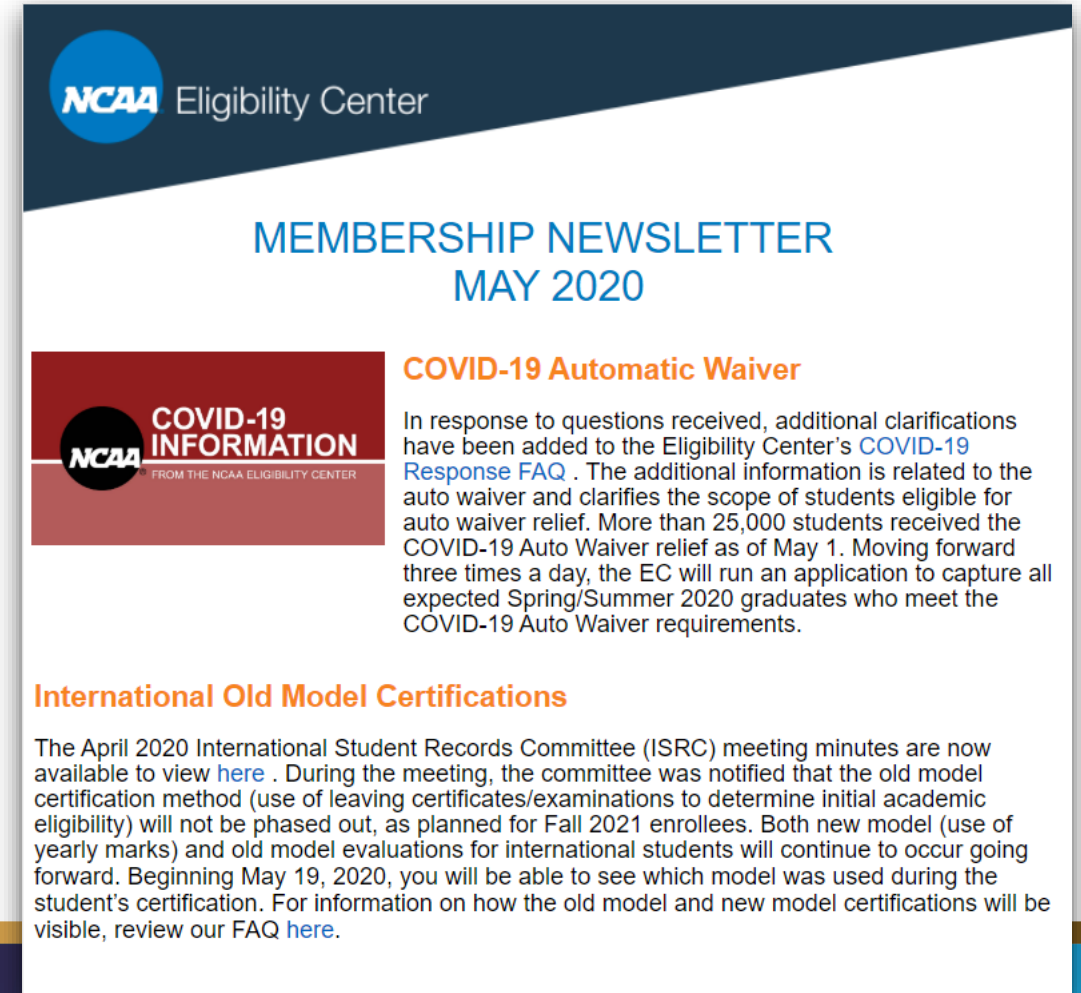 NCAA Eligibility Center
MEMBERSHIP NEWSLETTER
MAY 2020
COVID-19
INFORMATION
NCAA
FROM THE NCAA ELIGIBILITY CENTER
COVID-19 Automatic Waiver
In response to questions received, additional clarifications
have been added to the Eligibility Center's COVID-19
Response FAQ . The additional information is related to the
auto waiver and clarifies the scope of students eligible for
auto waiver relief. More than 25,000 students received the
COVID-19 Auto Waiver relief as of May 1. Moving forward
three times a day, the EC will run an application to capture all
expected Spring/Summer 2020 graduates who meet the
COVID-19 Auto Waiver requirements.
International Old Model Certifications
The April 2020 International Student Records Committee (ISRC) meeting minutes are now
available to view here . During the meeting, the committee was notified that the old model
certification method (use of leaving certificates/examinations to determine initial academic
eligibility) will not be phased out, as planned for Fall 2021 enrollees. Both new model (use of
yearly marks) and old model evaluations for international students will continue to occur going
forward. Beginning May 19, 2020, you will be able to see which model was used during the
student's certification. For information on how the old model and new model certifications will be
visible, review our FAQ here.